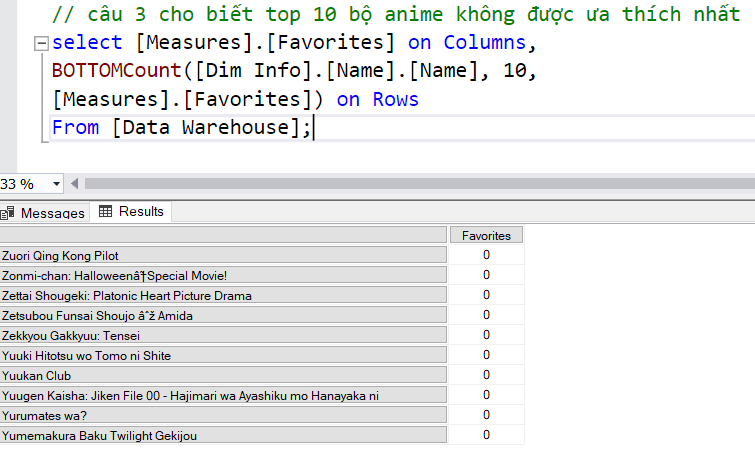 // câu 3 cho biết top 10 bộ anime không được ưa thích nhất
select [Measures].[Favorites] on Columns,
BOTTOMCount([Dim Info].[Name].[Name], 10,
[Measures].[Favorites]) on Rows
From [Data Warehouse];
33 %
Messages Results
Favorites
Zuori Qing Kong Pilot 0
Zonmi-chan: Halloweenâ†Special Movie! 0
Zettai Shougeki: Platonic Heart Picture Drama 0
Zetsubou Funsai Shoujo âˆž Amida 0
Zekkyou Gakkyuu: Tensei 0
Yuuki Hitotsu wo Tomo ni Shite 0
Yuukan Club 0
Yuugen Kaisha: Jiken File 00 - Hajimari wa Ayashiku mo Hanayaka ni 0
Yurumates wa? 0
Yumemakura Baku Twilight Gekijou 0